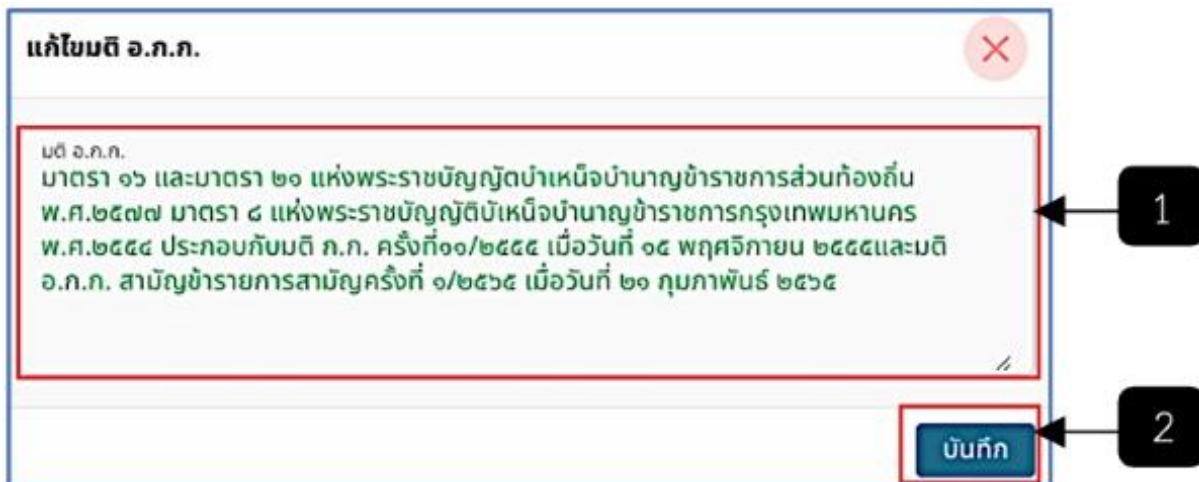 แก้ไขมติ อ.ก.ก.
มติ อ.ก.ก.
มาตรา ๑๖ และมาตรา ๒๑ แห่งพระราชบัญญัตบำเหน็จบำนาญข้าราชการส่วนท้องถิ่น
พ.ศ.๒๕๗๗ มาตรา ๘ แห่งพระราชบัญญัติบัเหน็จบำนาญข้าราชการกรุงเทพมหานคร
พ.ศ.๒๕๕๔ ประกอบกับมติ ก.ก. ครั้งที่๑๑/๒๕๕๕ เมื่อวันที่ ๑๕ พฤศจิกายน ๒๕๕๕และมติ
อ.ก.ก. สามัญข้ารายการสามัญครั้งที่ ๑/๒๕๖๕ เมื่อวันที่ ๒๑ กุมภาพันธ์ ๒๕๖๕
1
บันทึก
2